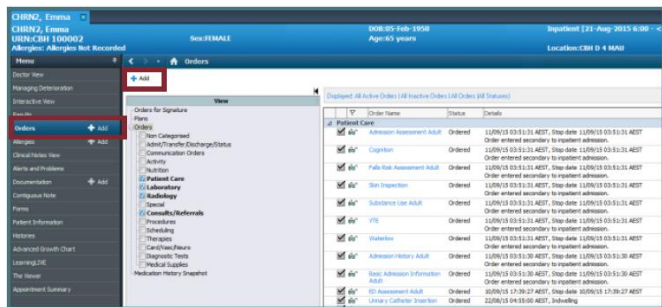 CHRN2, Emma
CHRN2, Emma
URN:CBH 100002
Allergies: Allergies Not Recorded
Sex:FEMALE
DOB:05-Feb-1950
Age:65 years
Inpatient [21-Aug-2015 6:00 - <
Location:CBH D 4 MAU
Menu
Orders
+ Add
Doctor View
Managing Deterioration
Interactive View
Results
Orders + Add
Allergies + Add
Clinical Notes View
Alerts and Problems
Documentation + Add
Contiguous Note
Forms
Patient Information
Histories
Advanced Growth Chart
LearningLIVE
The Viewer
Appointment Summary
View
Orders for Signature
Plans
Orders
Non Categorised
Admit/Transfer/Discharge/Status
Communication Orders
Activity
Nutrition
Patient Care
Laboratory
Radiology
Special
Consults/Referrals
Procedures
Scheduling
Therapies
Card/Vasc/Neuro
Diagnostic Tests
Medical Supplies
Medication History Snapshot
Displayed: All Active Orders | All Inactive Orders | All Orders (All Statuses)
Order Name Status Details
Patient Care
Admission Assessment Adult Ordered 11/09/15 03:51:31 AEST, Stop date 11/09/15 03:51:31 AEST
Order entered secondary to inpatient admission.
Cognition Ordered 11/09/15 03:51:31 AEST, Stop date 11/09/15 03:51:31 AEST
Order entered secondary to inpatient admission.
Falls Risk Assessment Adult Ordered 11/09/15 03:51:31 AEST, Stop date 11/09/15 03:51:31 AEST
Order entered secondary to inpatient admission.
Skin Inspection Ordered 11/09/15 03:51:31 AEST, Stop date 11/09/15 03:51:31 AEST
Order entered secondary to inpatient admission.
Substance Use Adult Ordered 11/09/15 03:51:31 AEST, Stop date 11/09/15 03:51:31 AEST
Order entered secondary to inpatient admission.
VTE Ordered 11/09/15 03:51:31 AEST, Stop date 11/09/15 03:51:31 AEST
Order entered secondary to inpatient admission.
Waterlow Ordered 11/09/15 03:51:31 AEST, Stop date 11/09/15 03:51:31 AEST
Order entered secondary to inpatient admission.
Admission History Adult Ordered 11/09/15 03:51:30 AEST, Stop date 11/09/15 03:51:30 AEST
Order entered secondary to inpatient admission.
Basic Admission Information Adult Ordered 11/09/15 03:51:30 AEST, Stop date 11/09/15 03:51:30 AEST
Order entered secondary to inpatient admission.
ED Assessment Adult Ordered 10/09/15 17:39:27 AEST, Stop date 10/09/15 17:39:27 AEST
Urinary Catheter Insertion Ordered 22/08/15 04:55:00 AEST, Indwelling